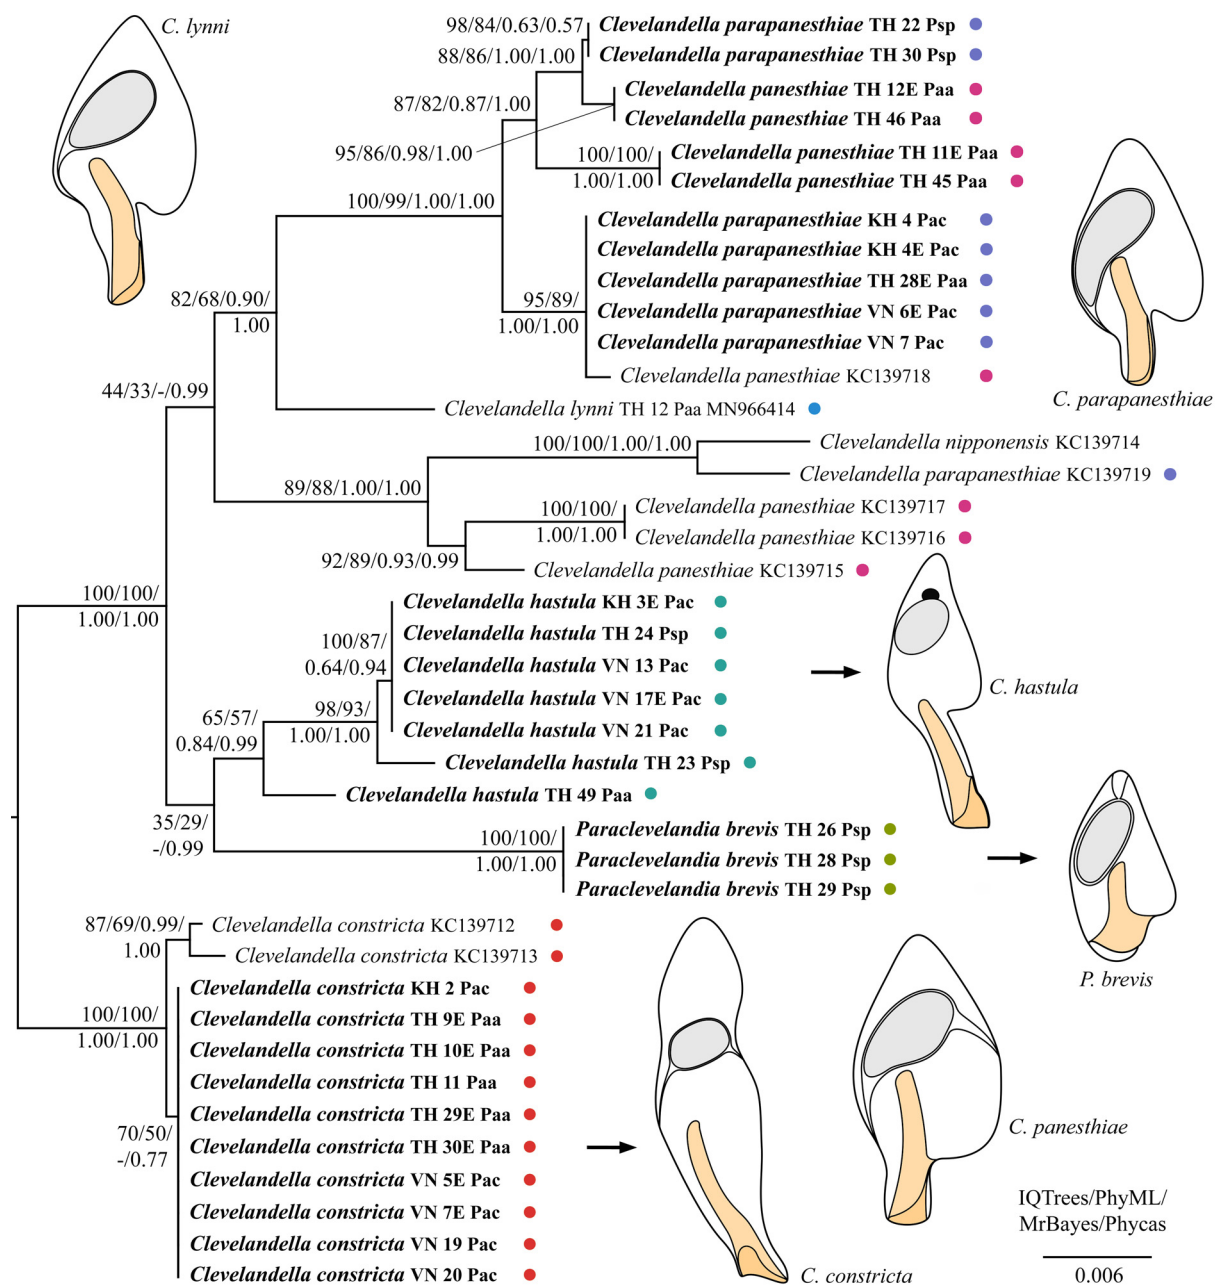 C. lynni
98/84/0.63/0.57
Clevelandella parapanesthiae TH 22 Psp
88/86/1.00/1.00
Clevelandella parapanesthiae TH 30 Psp
87/82/0.87/1.00
Clevelandella panesthiae TH 12E Paa
Clevelandella panesthiae TH 46 Paa
95/86/0.98/1.00
100/100/
1.00/1.00
Clevelandella panesthiae TH 11E Paa
Clevelandella panesthiae TH 45 Paa
100/99/1.00/1.00
Clevelandella parapanesthiae KH 4 Pac
Clevelandella parapanesthiae KH 4E Pac
Clevelandella parapanesthiae TH 28E Paa
95/89/
1.00/1.00
Clevelandella parapanesthiae VN 6E Pac
Clevelandella parapanesthiae VN 7 Pac
Clevelandella panesthiae KC139718
C. parapanesthiae
82/68/0.90/
1.00
44/33/-/0.99
Clevelandella lynni TH 12 Paa MN966414
100/100/1.00/1.00
Clevelandella nipponensis KC139714
Clevelandella parapanesthiae KC139719
89/88/1.00/1.00
100/100/
1.00/1.00
Clevelandella panesthiae KC139717
Clevelandella panesthiae KC139716
92/89/0.93/0.99
Clevelandella panesthiae KC139715
100/100/
1.00/1.00
Clevelandella hastula KH 3E Pac
100/87/
0.64/0.94
Clevelandella hastula TH 24 Psp
Clevelandella hastula VN 13 Pac
Clevelandella hastula VN 17E Pac
Clevelandella hastula VN 21 Pac
C. hastula
98/93/
1.00/1.00
65/57/
0.84/0.99
Clevelandella hastula TH 23 Psp
Clevelandella hastula TH 49 Paa
35/29/
-/0.99
100/100/
1.00/1.00
Paraclevelandia brevis TH 26 Psp
Paraclevelandia brevis TH 28 Psp
Paraclevelandia brevis TH 29 Psp
P. brevis
87/69/0.99/
1.00
Clevelandella constricta KC139712
Clevelandella constricta KC139713
100/100/
1.00/1.00
Clevelandella constricta KH 2 Pac
Clevelandella constricta TH 9E Paa
Clevelandella constricta TH 10E Paa
Clevelandella constricta TH 11 Paa
Clevelandella constricta TH 29E Paa
70/50/
-/0.77
Clevelandella constricta TH 30E Paa
Clevelandella constricta VN 5E Pac
Clevelandella constricta VN 7E Pac
Clevelandella constricta VN 19 Pac
Clevelandella constricta VN 20 Pac
C. constricta
C. panesthiae
IQTrees/PhyML/
MrBayes/Phycas
0.006